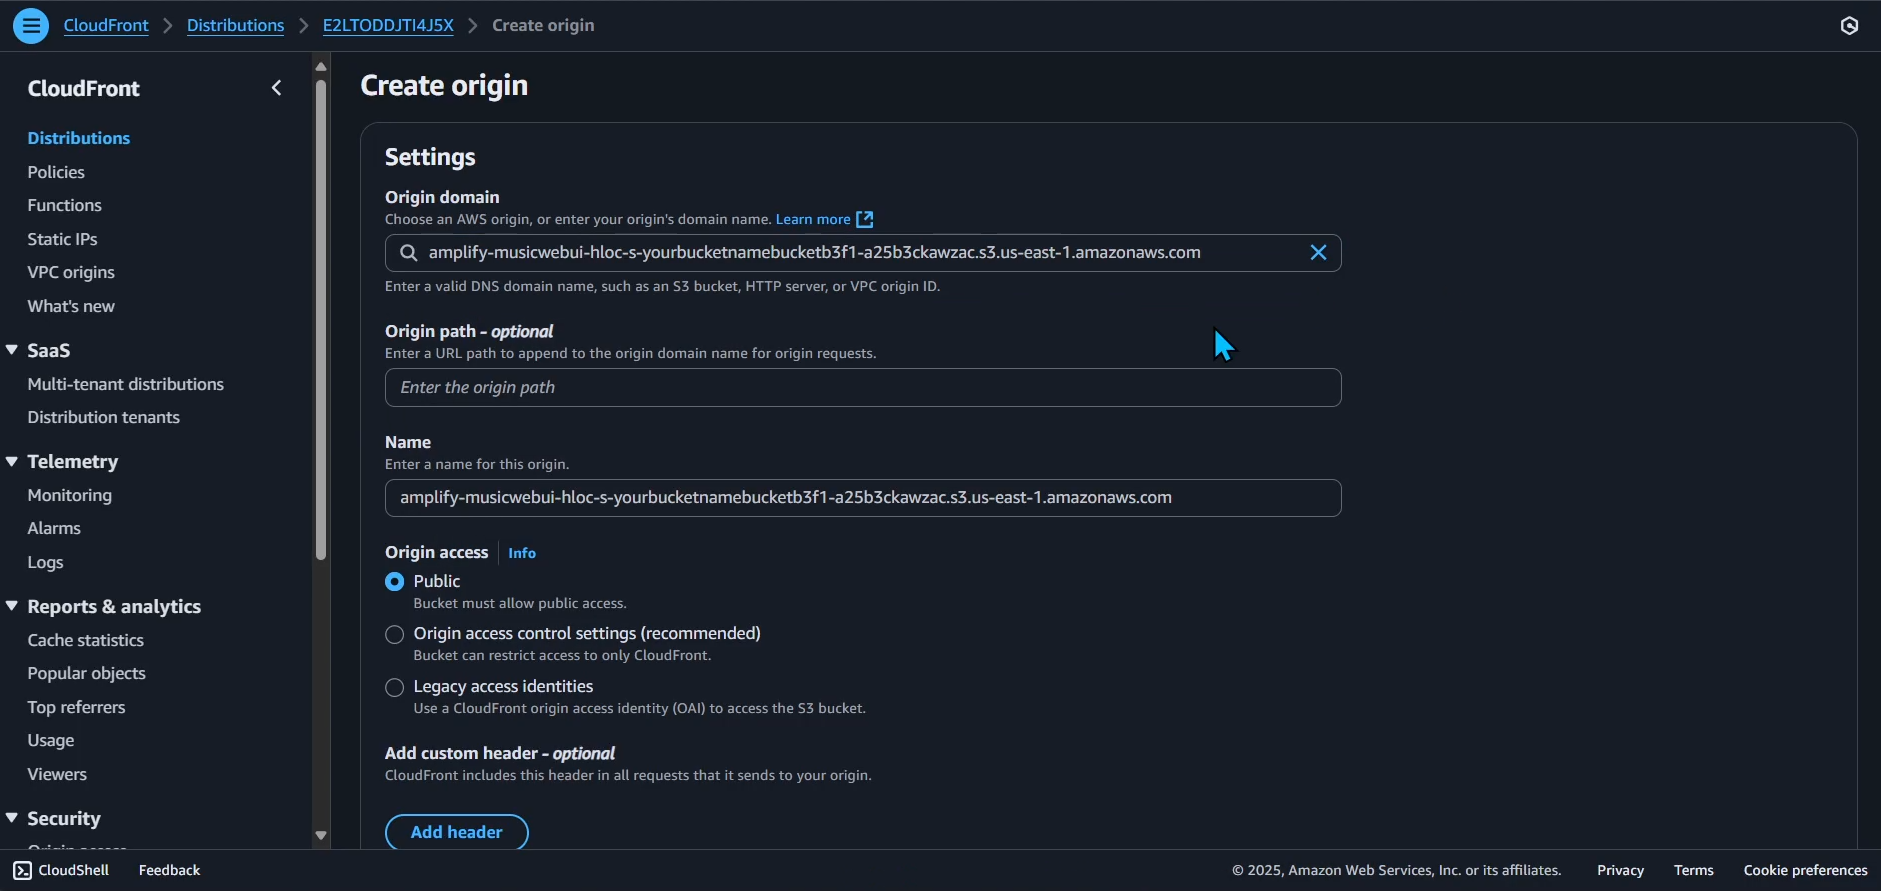 CloudFront > Distributions > E2LTODDJTI4J5X > Create origin
CloudFront
Distributions
Policies
Functions
Static IPs
VPC origins
What's new
SaaS
Multi-tenant distributions
Distribution tenants
Telemetry
Monitoring
Alarms
Logs
Reports & analytics
Cache statistics
Popular objects
Top referrers
Usage
Viewers
Security
Create origin
Settings
Origin domain
Choose an AWS origin, or enter your origin's domain name. Learn more
amplify-musicwebui-hloc-s-yourbucketnamebucketb3f1-a25b3ckawzac.s3.us-east-1.amazonaws.com
Enter a valid DNS domain name, such as an S3 bucket, HTTP server, or VPC origin ID.
Origin path - optional
Enter a URL path to append to the origin domain name for origin requests.
Enter the origin path
Name
Enter a name for this origin.
amplify-musicwebui-hloc-s-yourbucketnamebucketb3f1-a25b3ckawzac.s3.us-east-1.amazonaws.com
Origin access Info
Public
Bucket must allow public access.
Origin access control settings (recommended)
Bucket can restrict access to only CloudFront.
Legacy access identities
Use a CloudFront origin access identity (OAI) to access the S3 bucket.
Add custom header - optional
CloudFront includes this header in all requests that it sends to your origin.
Add header
CloudShell Feedback © 2025, Amazon Web Services, Inc. or its affiliates. Privacy Terms Cookie preferences